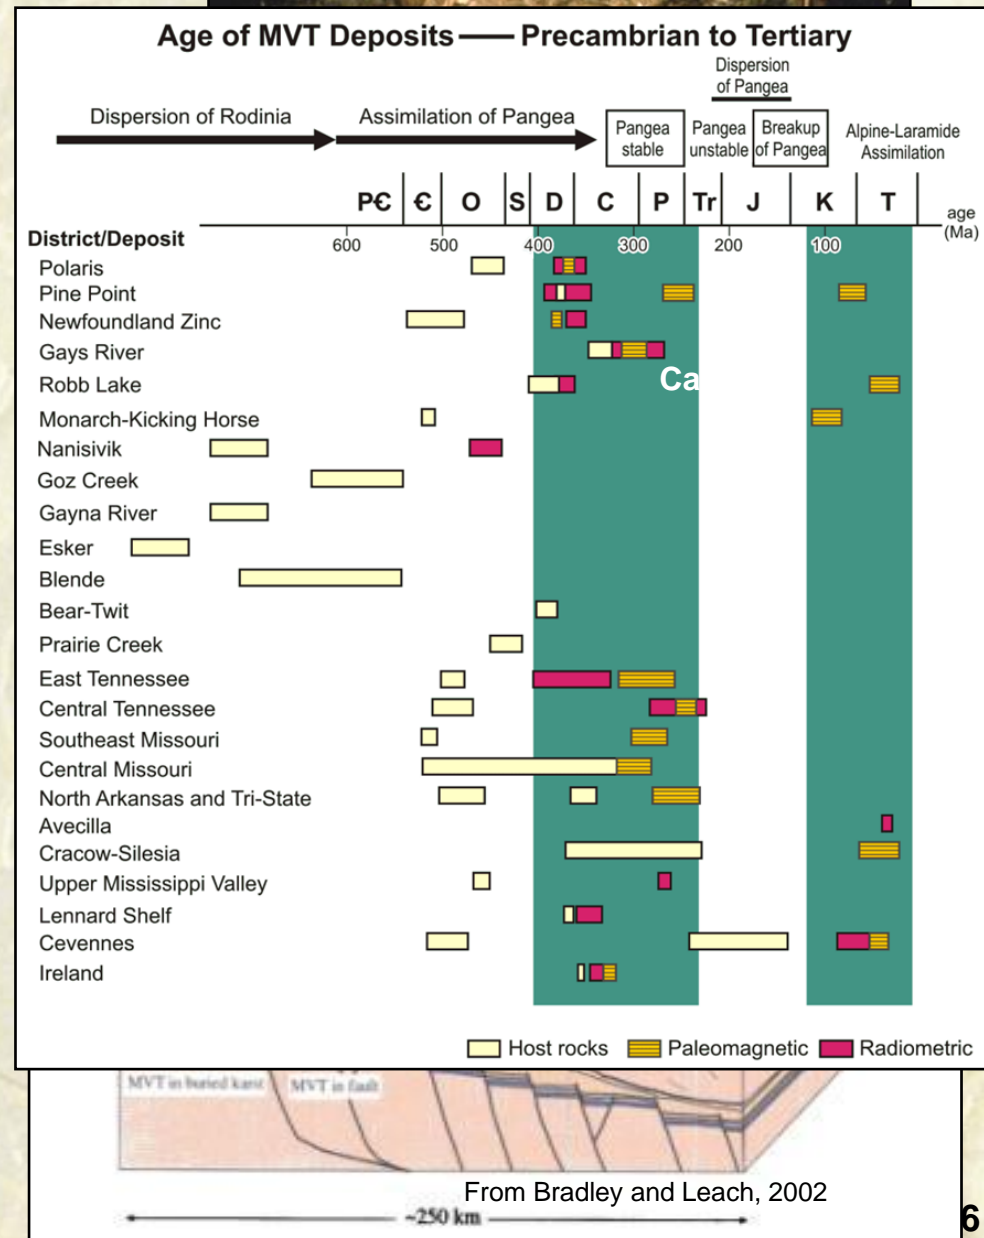 Age of MVT Deposits — Precambrian to Tertiary
Dispersion
of Pangea
Dispersion of Rodinia
Assimilation of Pangea
Pangea
stable
Pangea
unstable
Breakup
of Pangea
Alpine-Laramide
Assimilation
P€ € O S D C P Tr J K T
age
(Ma)
District/Deposit
600 500 400 300 200 100
Polaris
Pine Point
Newfoundland Zinc
Gays River
Robb Lake
Ca
Monarch-Kicking Horse
Nanisivik
Goz Creek
Gayna River
Esker
Blende
Bear-Twit
Prairie Creek
East Tennessee
Central Tennessee
Southeast Missouri
Central Missouri
North Arkansas and Tri-State
Avecilla
Cracow-Silesia
Upper Mississippi Valley
Lennard Shelf
Cevennes
Ireland
Host rocks Paleomagnetic Radiometric
MVT in buried karst MVT in fault
From Bradley and Leach, 2002
~250 km
6